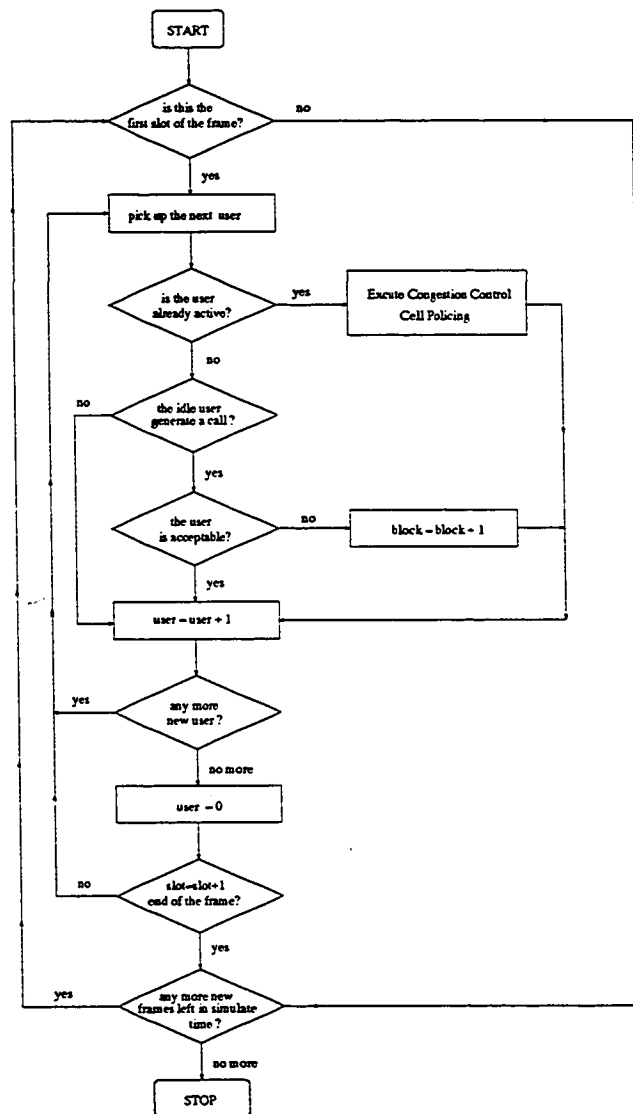 START
is this the
first slot of the frame?
no
yes
pick up the next user
is the user
already active?
yes
Excute Congestion Control
Cell Policing
no
no
the idle user
generate a call ?
yes
the user
is acceptable?
no
block = block + 1
yes
user = user + 1
yes
any more
new user ?
no more
user = 0
no
slot=slot+1
end of the frame?
yes
yes
any more new
frames left in simulate
time ?
no more
STOP